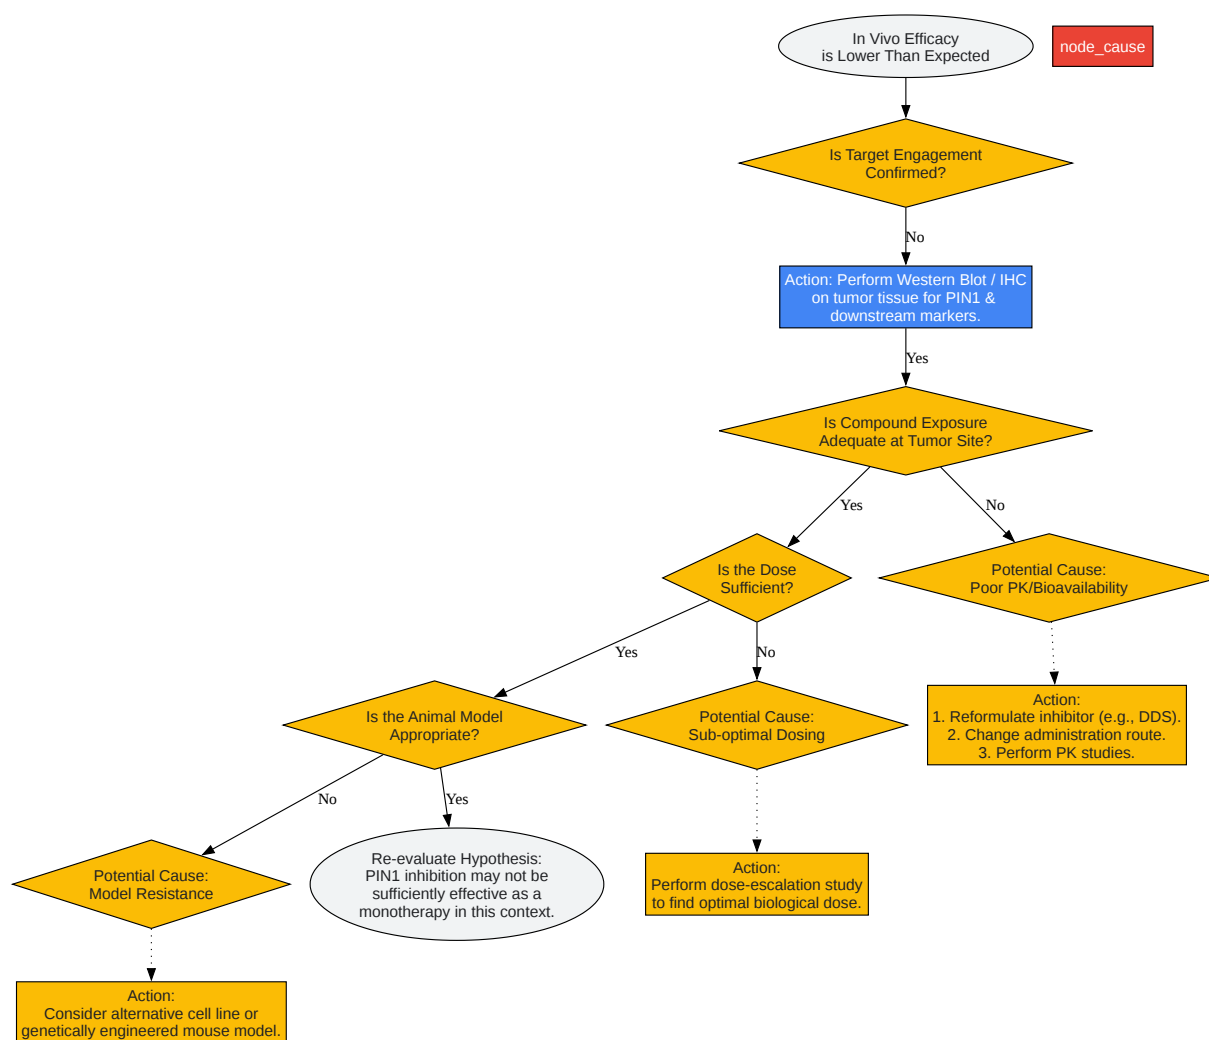 In Vivo Efficacy
is Lower Than Expected
node_cause
Is Target Engagement
Confirmed?
No
Action: Perform Western Blot / IHC
on tumor tissue for PIN1 &
downstream markers.
Yes
Is Compound Exposure
Adequate at Tumor Site?
Yes
No
Is the Dose
Sufficient?
Potential Cause:
Poor PK/Bioavailability
Yes
No
Is the Animal Model
Appropriate?
Potential Cause:
Sub-optimal Dosing
Action:
1. Reformulate inhibitor (e.g., DDS).
2. Change administration route.
3. Perform PK studies.
No
Yes
Potential Cause:
Model Resistance
Re-evaluate Hypothesis:
PIN1 inhibition may not be
sufficiently effective as a
monotherapy in this context.
Action:
Perform dose-escalation study
to find optimal biological dose.
Action:
Consider alternative cell line or
genetically engineered mouse model.